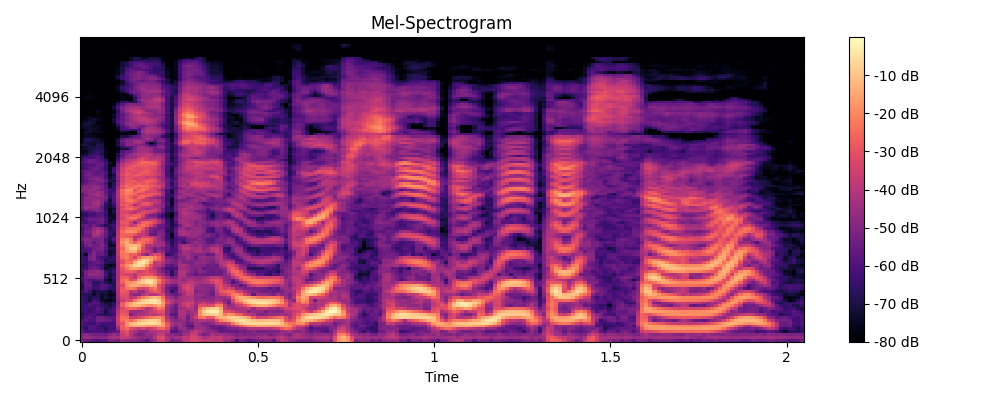 Mel-Spectrogram
4096
2048
1024
512
0
Hz
0
0.5
1
1.5
2
Time
-10 dB
-20 dB
-30 dB
-40 dB
-50 dB
-60 dB
-70 dB
-80 dB